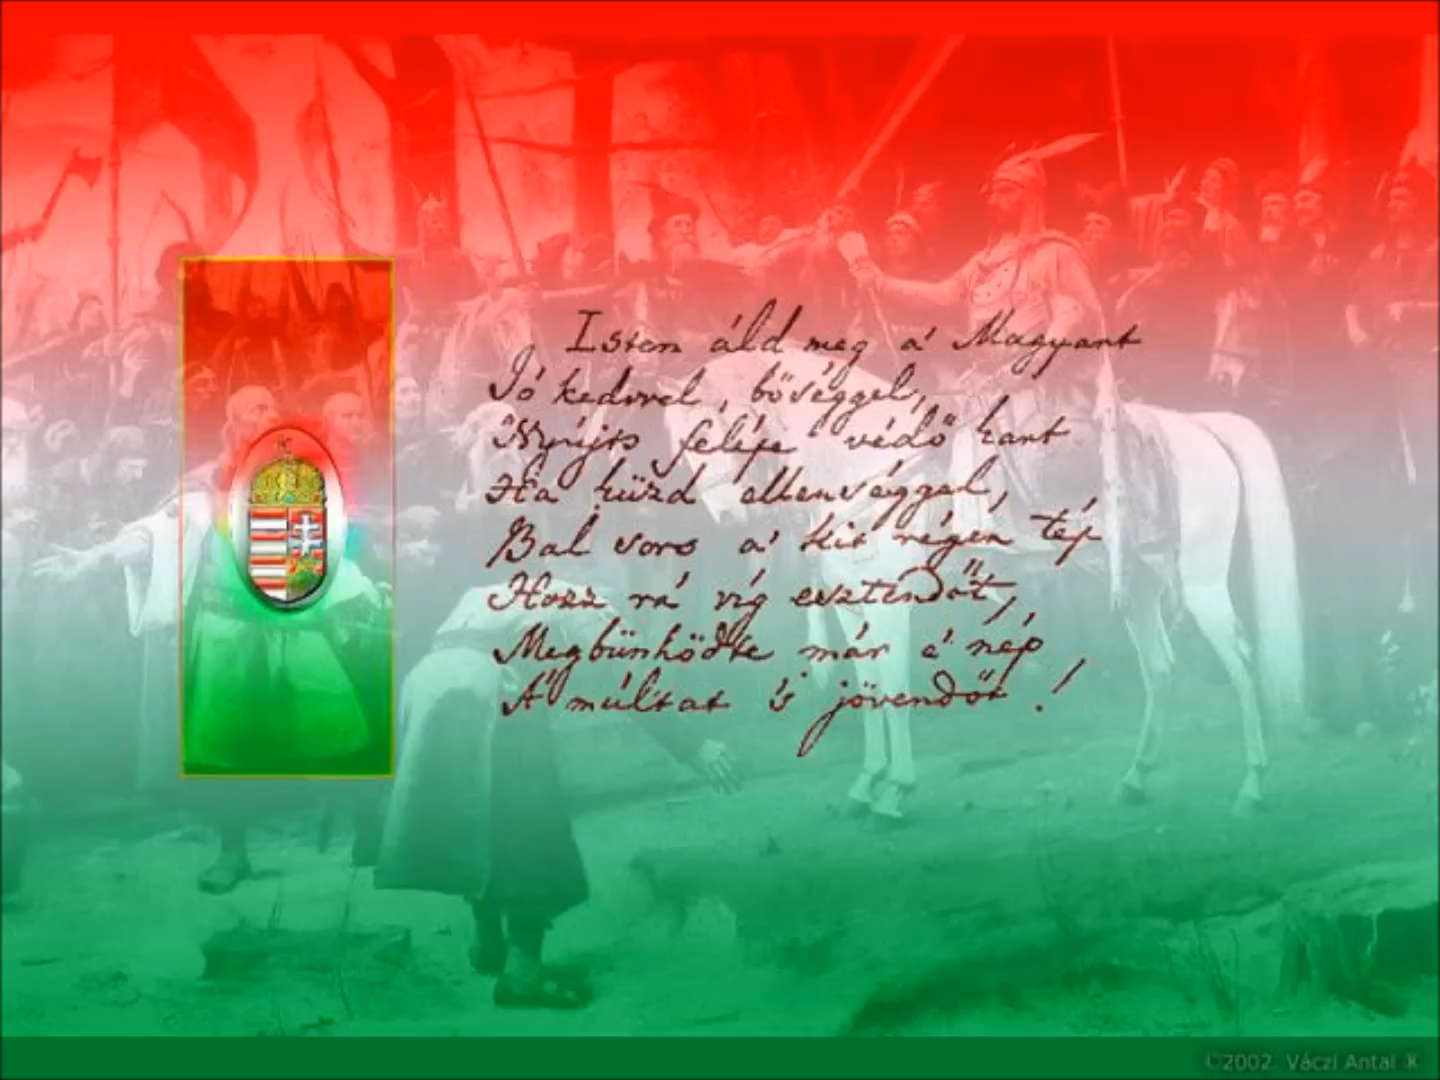 Isten áld meg a' Magyart
Jó kedvvel, bőséggel,
Nyújts feléje védő kart
Ha küzd ellenséggel,
Bal sors a' kit régen tép
Hozz rá víg esztendőt,
Megbünhödte már a' nép
A' múltat 's jövendőt!
©2002. Váczi Antal ®